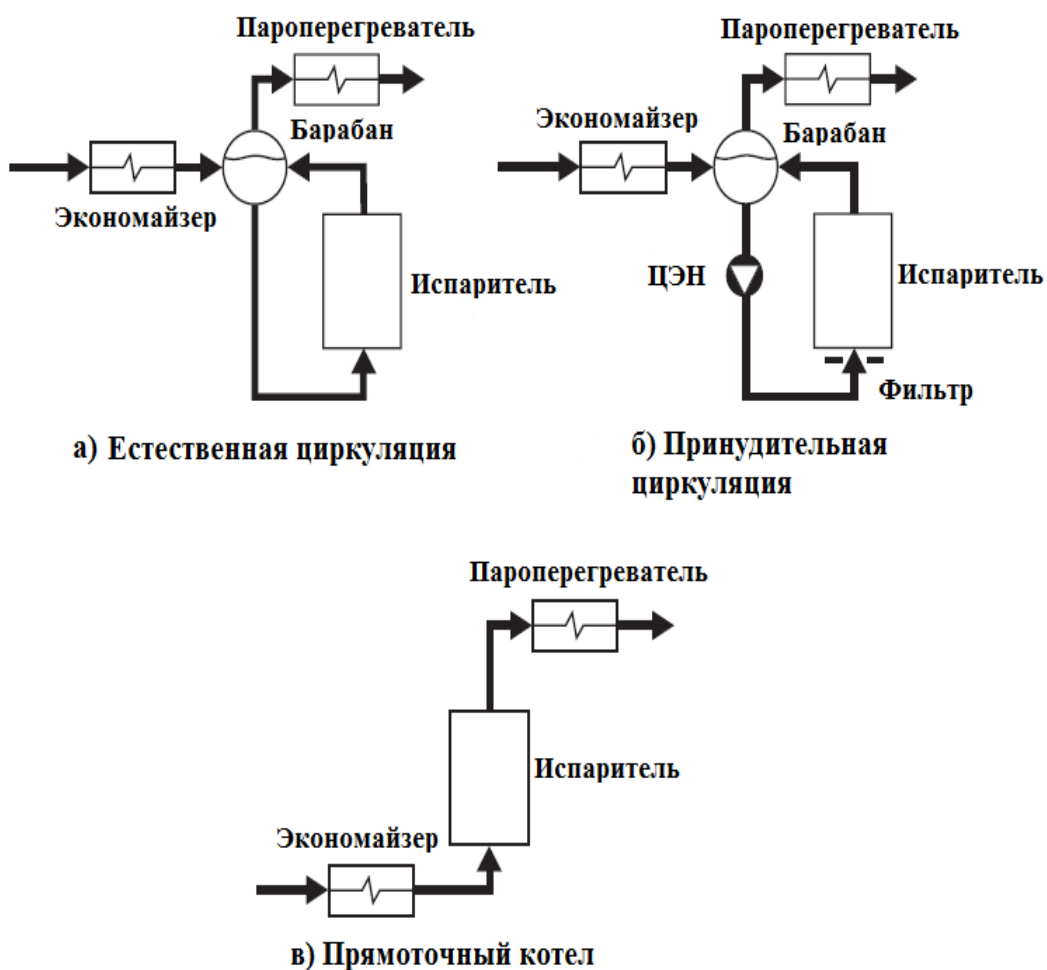 Пароперегреватель
Барабан
Экономайзер
Испаритель
а) Естественная циркуляция
Пароперегреватель
Экономайзер
Барабан
ЦЭН
Испаритель
Фильтр
б) Принудительная
циркуляция
Пароперегреватель
Испаритель
Экономайзер
в) Прямоточный котел